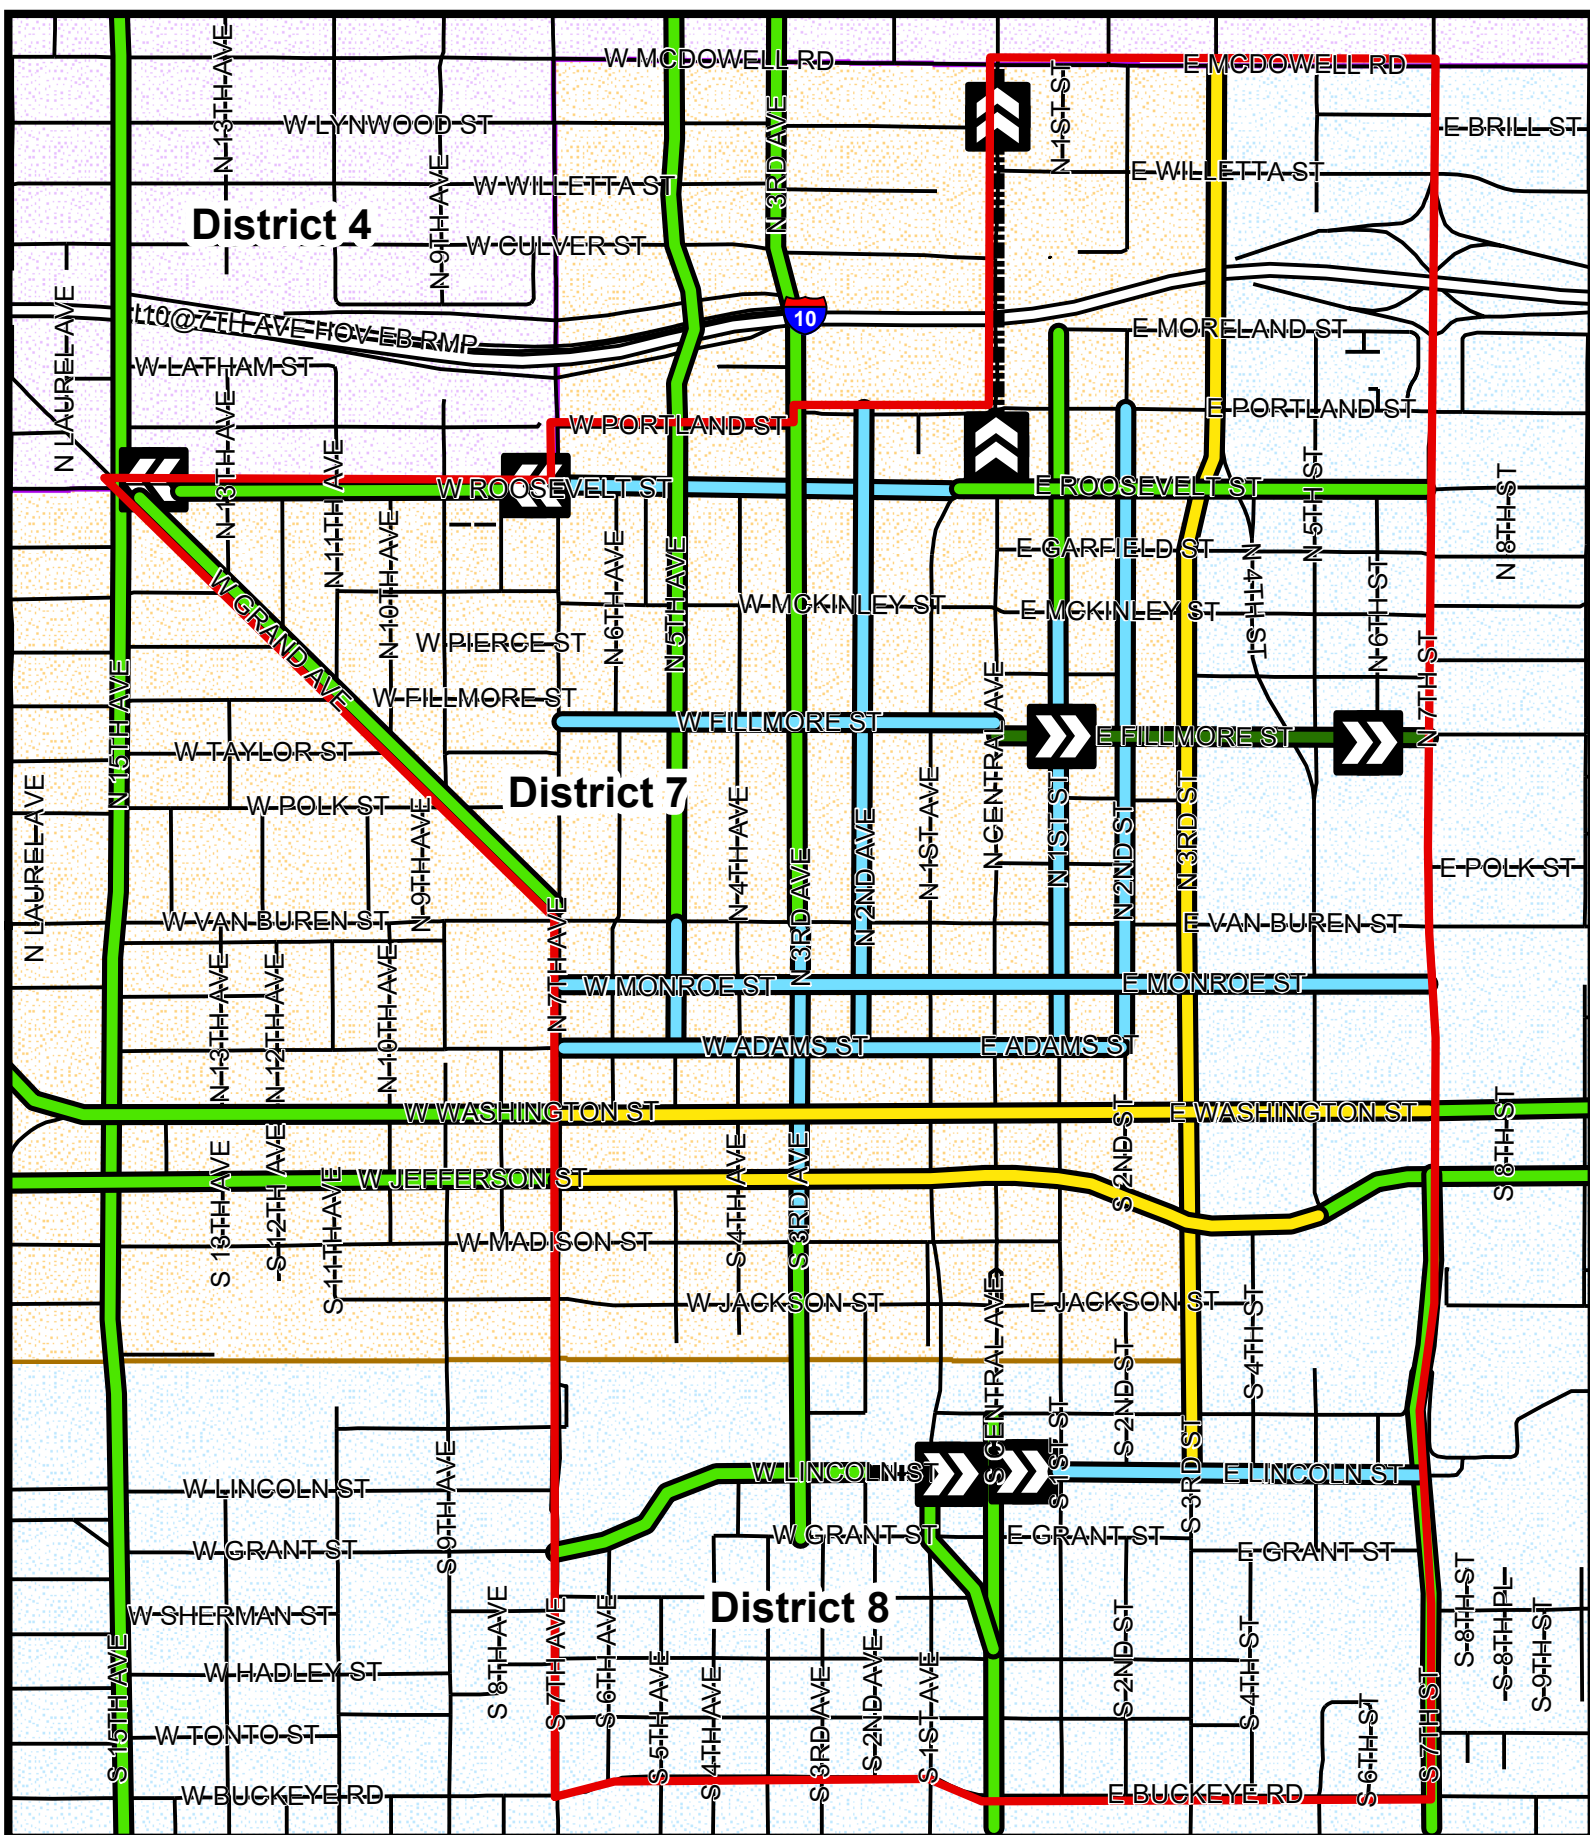 W MCDOWELL RD
E MCDOWELL RD
N 13TH AVE
N 1ST ST
W LYNWOOD ST
E BRILL ST
N 3RD AVE
N 9TH AVE
W WILLETTA ST
E WILLETTA ST
District 4
W CULVER ST
N LAUREL AVE
I10@7TH AVE HOV EB RMP
10
E MORELAND ST
W LATHAM ST
N 13TH AVE
W PORTLAND ST
E PORTLAND ST
N 11TH AVE
W ROOSEVELT ST
E ROOSEVELT ST
N 5TH ST
N 8TH ST
N 10TH AVE
N 6TH AVE
N 5TH AVE
E GARFIELD ST
N 4TH ST
N 6TH ST
W GRAND AVE
W MCKINLEY ST
E MCKINLEY ST
W PIERCE ST
N 7TH ST
N 15TH AVE
W FILLMORE ST
N CENTRAL AVE
W FILLMORE ST
E FILLMORE ST
W TAYLOR ST
District 7
N LAUREL AVE
W POLK ST
N 9TH AVE
N 4TH AVE
N 3RD AVE
N 2ND AVE
N 1ST AVE
N 1ST ST
N 2ND ST
N 3RD ST
E POLK ST
W VAN BUREN ST
E VAN BUREN ST
N 7TH AVE
N 13TH AVE
N 12TH AVE
N 10TH AVE
W MONROE ST
E MONROE ST
W ADAMS ST
E ADAMS ST
W WASHINGTON ST
E WASHINGTON ST
S 2ND ST
S 8TH ST
S 13TH AVE
S 12TH AVE
S 11TH AVE
W JEFFERSON ST
S 4TH AVE
S 3RD AVE
W MADISON ST
W JACKSON ST
E JACKSON ST
S CENTRAL AVE
S 4TH ST
S 2ND ST
S 1ST ST
S 3RD ST
S 9TH AVE
W LINCOLN ST
W LINCOLN ST
E LINCOLN ST
W GRANT ST
W GRANT ST
E GRANT ST
E GRANT ST
District 8
W SHERMAN ST
S 8TH AVE
S 7TH AVE
S 6TH AVE
S 8TH ST
S 8TH PL
S 9TH ST
S 15TH AVE
W HADLEY ST
S 5TH AVE
S 4TH AVE
S 3RD AVE
S 2ND AVE
S 1ST AVE
S 2ND ST
S 4TH ST
S 6TH ST
S 7TH ST
W TONTO ST
W BUCKEYE RD
E BUCKEYE RD